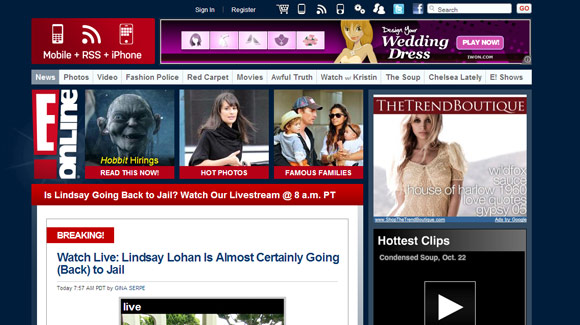 Sign In | Register
Search
GO
Mobile + RSS + iPhone
Design Your
Wedding
DRESS
PLAY NOW!
IWON.COM
News Photos Video Fashion Police Red Carpet Movies Awful Truth Watch w/ Kristin The Soup Chelsea Lately E! Shows
E!
ONLINE
Hobbit Hirings
READ THIS NOW!
HOT PHOTOS
FAMOUS FAMILIES
THETRENDBOUTIQUE
wildfox
sauce
house of harlow 1960
love quotes
gypsy 05
www.ShopTheTrendBoutique.com
Ads by Google
Is Lindsay Going Back to Jail? Watch Our Livestream @ 8 a.m. PT
BREAKING!
Watch Live: Lindsay Lohan Is Almost Certainly Going
(Back) to Jail
Today 7:57 AM PDT by GINA SERPE
live
Hottest Clips
Condensed Soup, Oct. 22